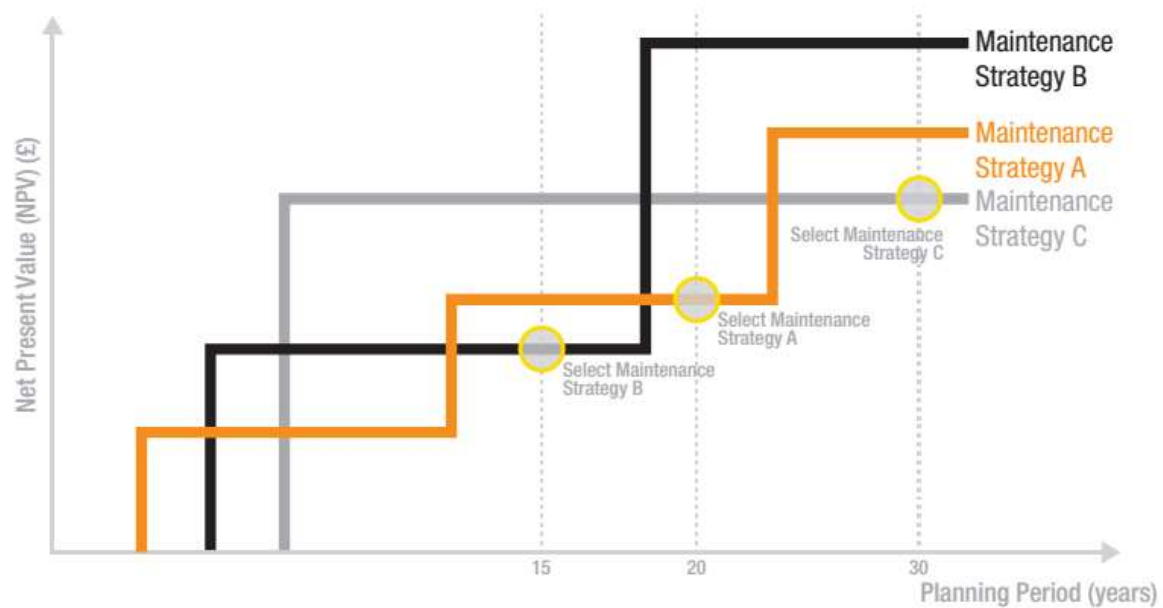 Net Present Value (NPV) (£)
Maintenance
Strategy B
Maintenance
Strategy A
Maintenance
Strategy C
Select Maintenance
Strategy C
Select Maintenance
Strategy A
Select Maintenance
Strategy B
15
20
30
Planning Period (years)